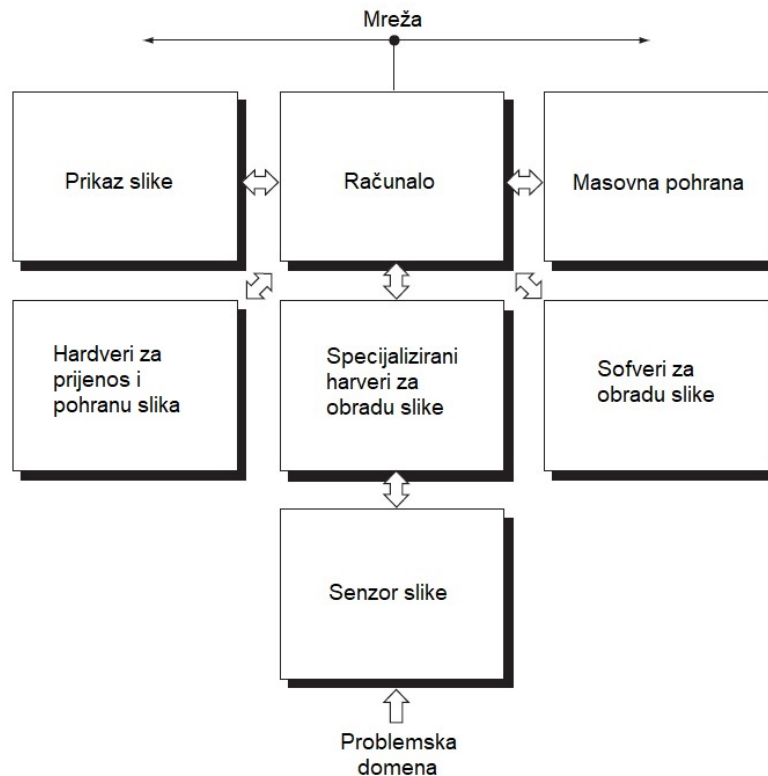 Mreža
Prikaz slike
Računalo
Masovna pohrana
Hardveri za
prijenos i
pohranu slika
Specijalizirani
harveri za
obradu slike
Sofveri za
obradu slike
Senzor slike
Problemska
domena